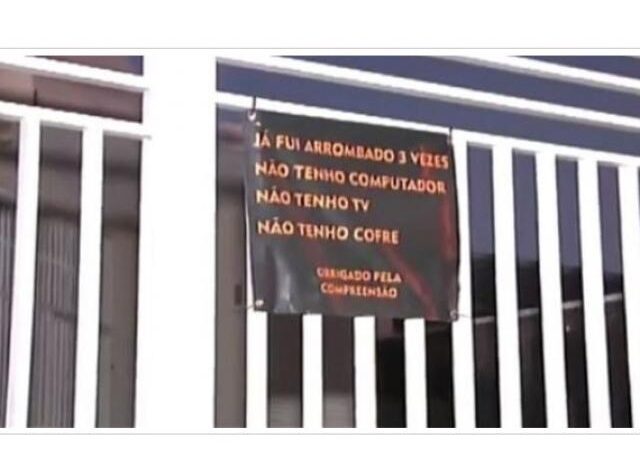 JÁ FUI ARROMBADO 3 VEZES
NÃO TENHO COMPUTADOR
NÃO TENHO TV
NÃO TENHO COFRE
OBRIGADO PELA
COMPREENSÃO